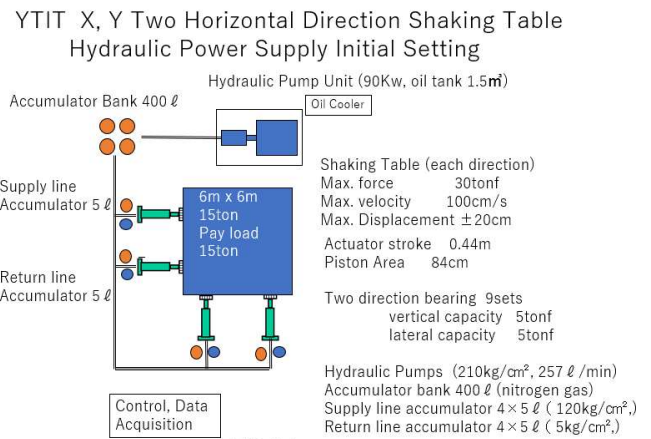 YTIT X, Y Two Horizontal Direction Shaking Table
Hydraulic Power Supply Initial Setting
Hydraulic Pump Unit (90Kw, oil tank 1.5㎥)
Accumulator Bank 400ℓ
Oil Cooler
Shaking Table (each direction)
Max. force 30tonf
Max. velocity 100cm/s
Max. Displacement ±20cm
Supply line
Accumulator 5ℓ
6m x 6m
15ton
Pay load
15ton
Actuator stroke 0.44m
Piston Area 84cm
Return line
Accumulator 5ℓ
Two direction bearing 9sets
vertical capacity 5tonf
lateral capacity 5tonf
Hydraulic Pumps (210kg/cm², 257ℓ/min)
Accumulator bank 400ℓ (nitrogen gas)
Supply line accumulator 4×5ℓ ( 120kg/cm²,)
Return line accumulator 4×5ℓ ( 5kg/cm²,)
Control, Data
Acquisition